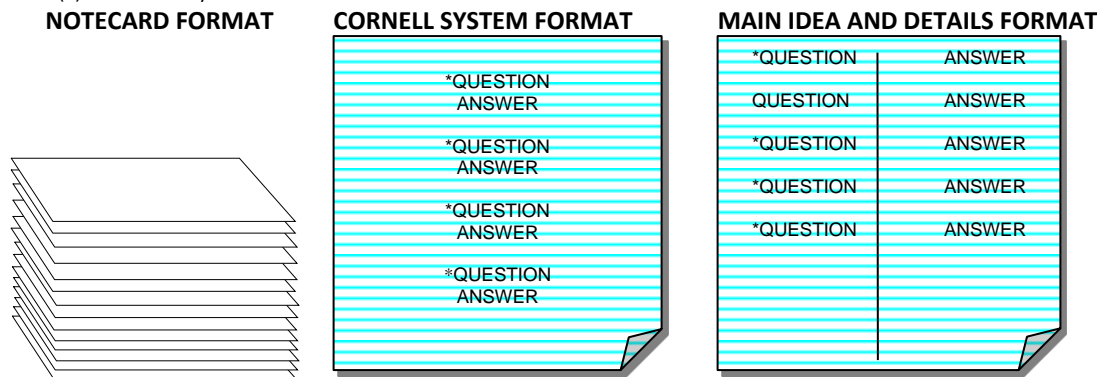 NOTECARD FORMAT
CORNELL SYSTEM FORMAT
MAIN IDEA AND DETAILS FORMAT
*QUESTION
ANSWER
*QUESTION
ANSWER
*QUESTION
ANSWER
*QUESTION
ANSWER
*QUESTION ANSWER
QUESTION ANSWER
*QUESTION ANSWER
*QUESTION ANSWER
*QUESTION ANSWER